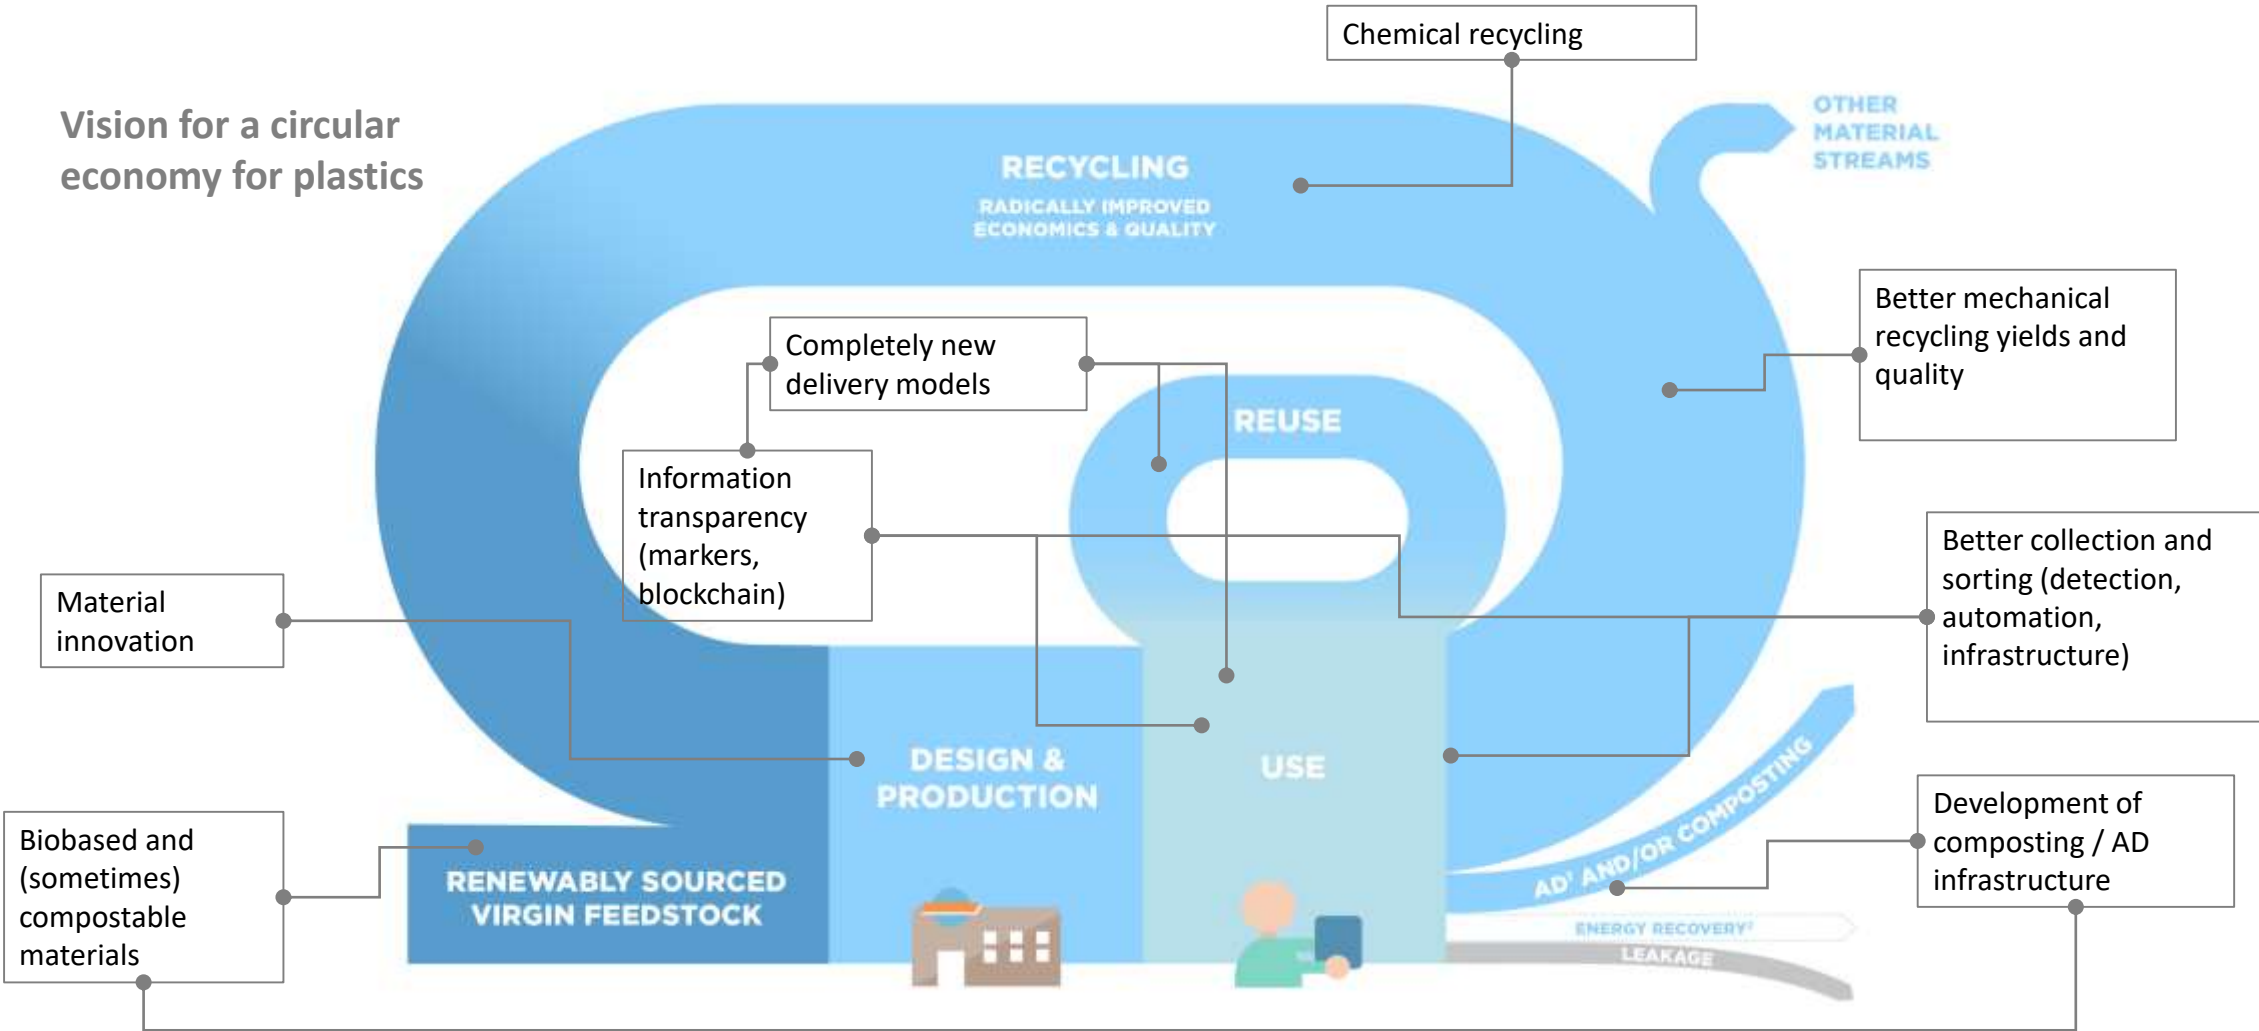 Chemical recycling
Vision for a circular
economy for plastics
OTHER
MATERIAL
STREAMS
RECYCLING
RADICALLY IMPROVED
ECONOMICS & QUALITY
Better mechanical
recycling yields and
quality
Completely new
delivery models
REUSE
Information
transparency
(markers,
blockchain)
Better collection and
sorting (detection,
automation,
infrastructure)
Material
innovation
DESIGN &
PRODUCTION
USE
Development of
composting / AD
infrastructure
Biobased and
(sometimes)
compostable
materials
RENEWABLY SOURCED
VIRGIN FEEDSTOCK
AD¹ AND/OR COMPOSTING
ENERGY RECOVERY²
LEAKAGE